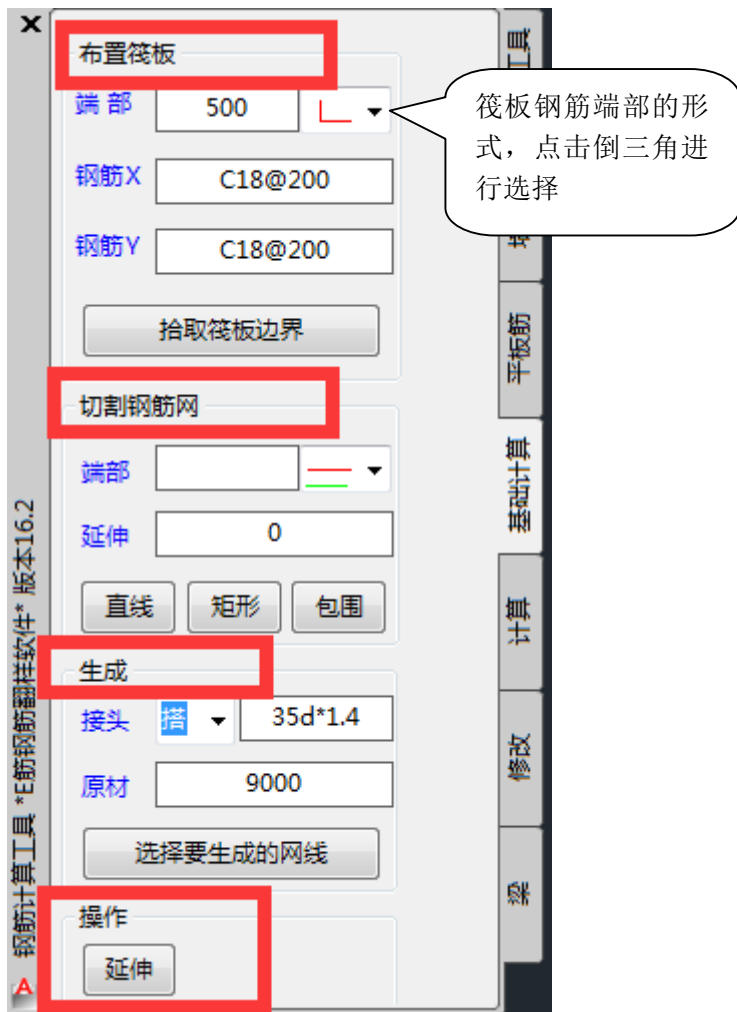 布置筏板
端 部
500
筏板钢筋端部的形
式，点击倒三角进
行选择
钢筋X
C18@200
钢筋Y
C18@200
拾取筏板边界
切割钢筋网
端部
延伸
0
直线
矩形
包围
生成
接头
搭
35d*1.4
原材
9000
选择要生成的网线
操作
延伸
平板筋
基础计算
计算
修改
梁
钢筋计算工具 *E筋钢筋翻样软件* 版本16.2